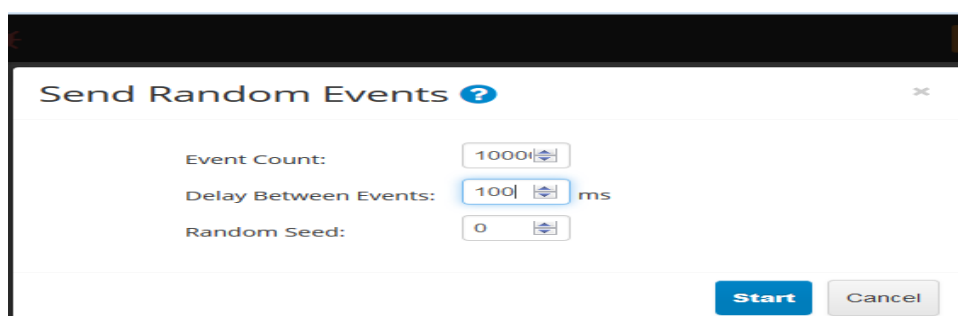 Send Random Events ?
×
Event Count:
1000
Delay Between Events: 100 ms
Random Seed: 0
Start Cancel